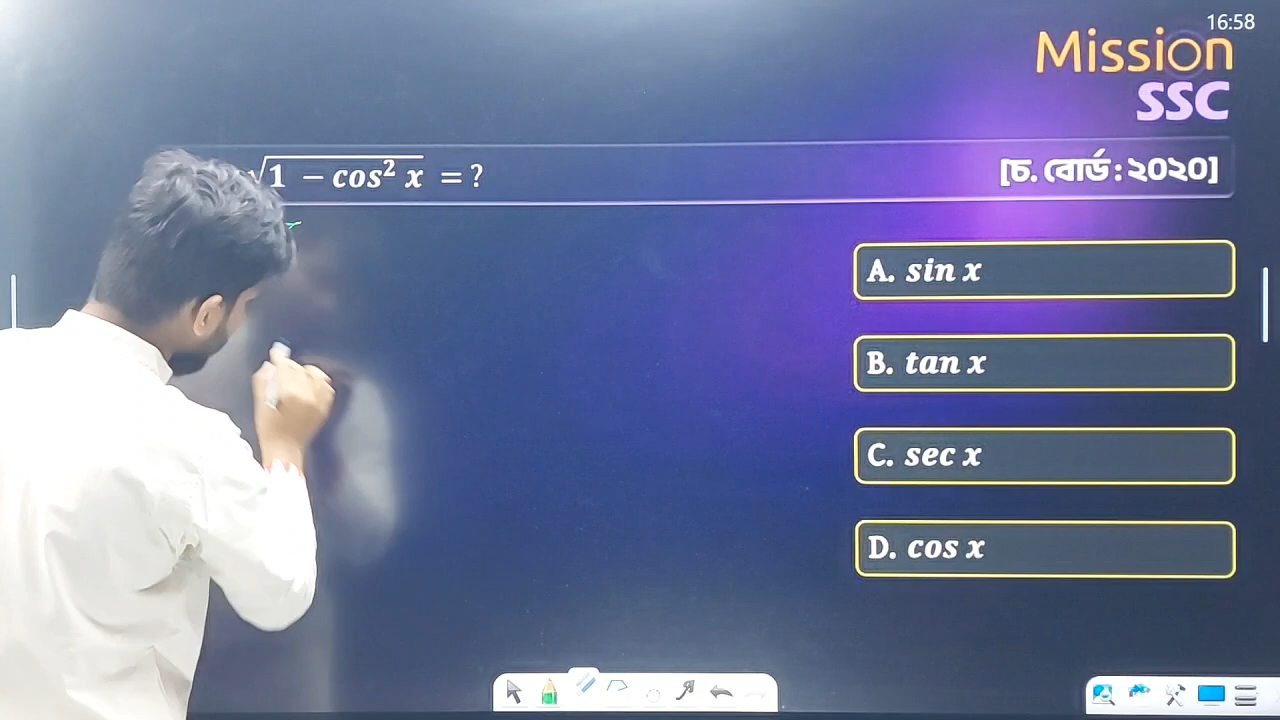 16:58
Mission
SSC
√1 − cos² x = ?
[চ. বোর্ড : ২০২০]
A. sin x
B. tan x
C. sec x
D. cos x